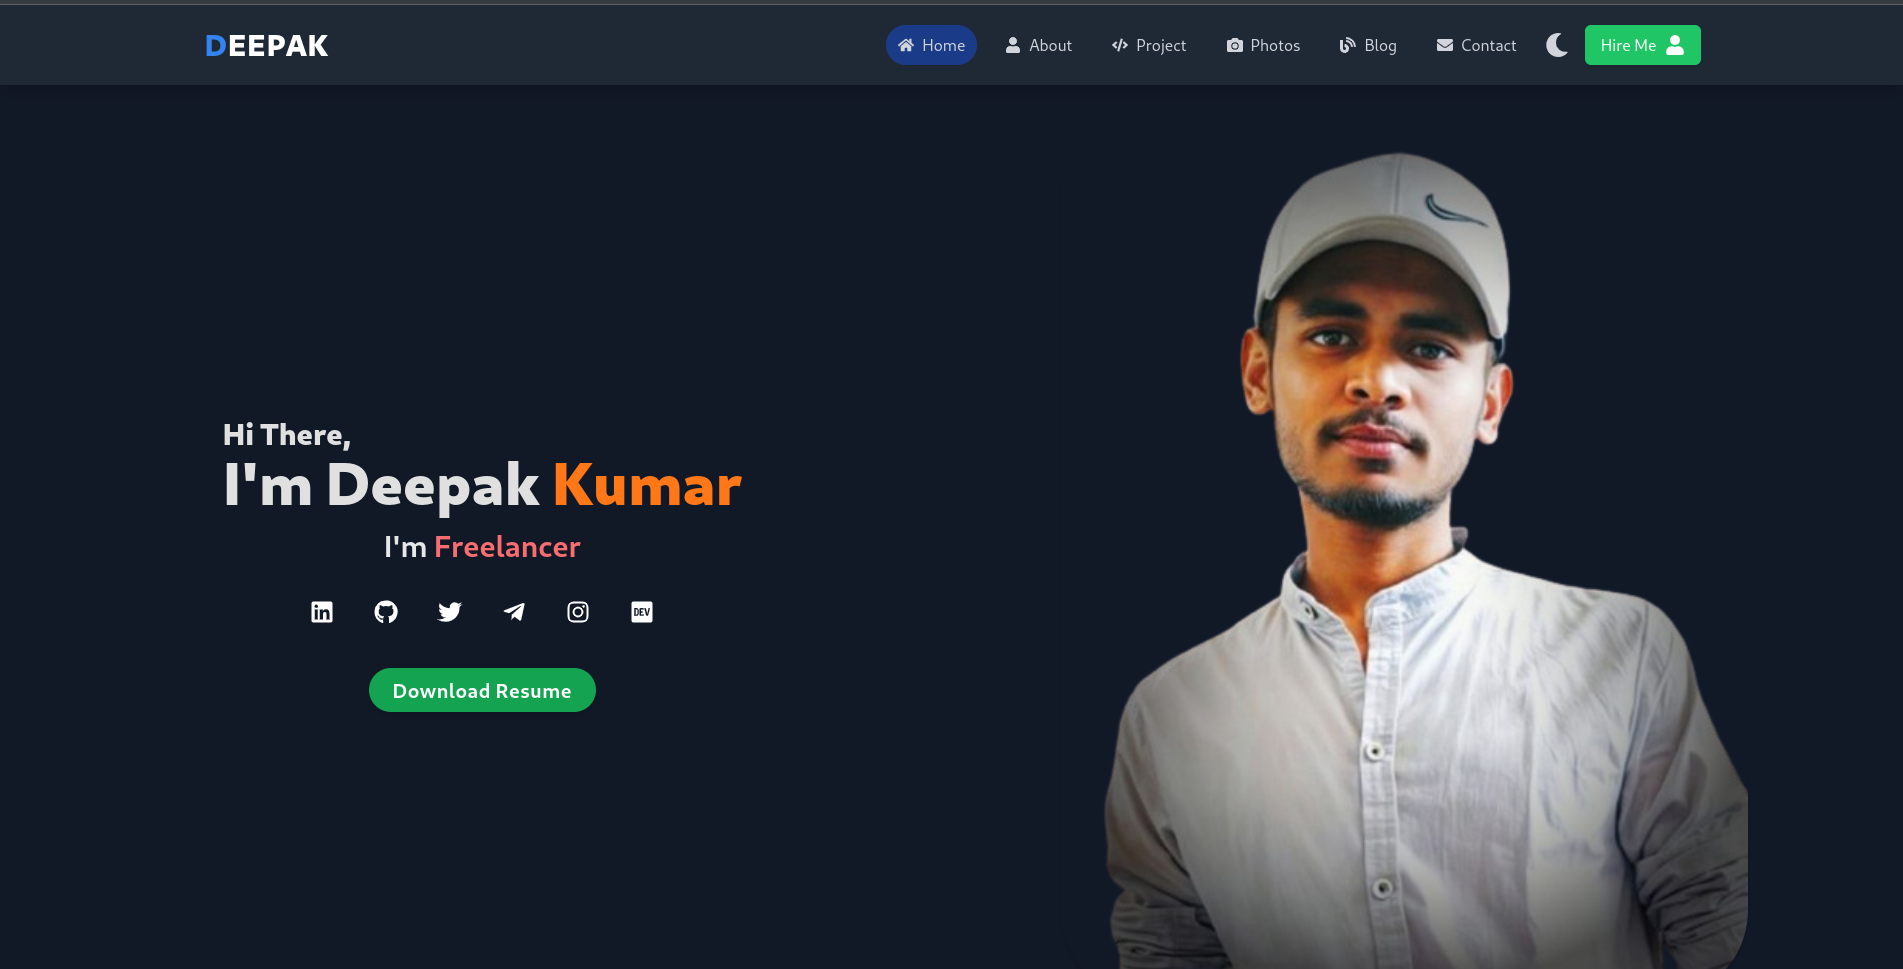 DEEPAK
Home
About
Project
Photos
Blog
Contact
Hire Me
Hi There,
I'm Deepak Kumar
I'm Freelancer
DEV
Download Resume